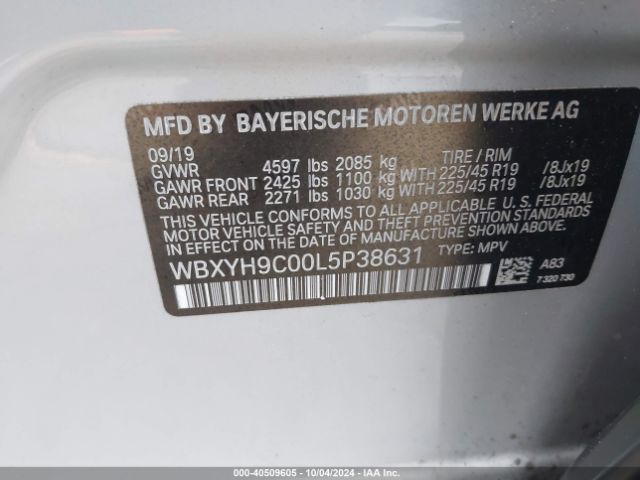 MFD BY BAYERISCHE MOTOREN WERKE AG
09/19 TIRE / RIM
GVWR 4597 lbs 2085 kg
GAWR FRONT 2425 lbs 1100 kg WITH 225/45 R19 /8Jx19
GAWR REAR 2271 lbs 1030 kg WITH 225/45 R19 /8Jx19
THIS VEHICLE CONFORMS TO ALL APPLICABLE U. S. FEDERAL
MOTOR VEHICLE SAFETY AND THEFT PREVENTION STANDARDS
IN EFFECT ON THE DATE OF MANUFACTURE SHOWN
ABOVE.
WBXYH9C00L5P38631 TYPE: MPV
A83
7 320 730
000-40509605 - 10/04/2024 - IAAI.COM